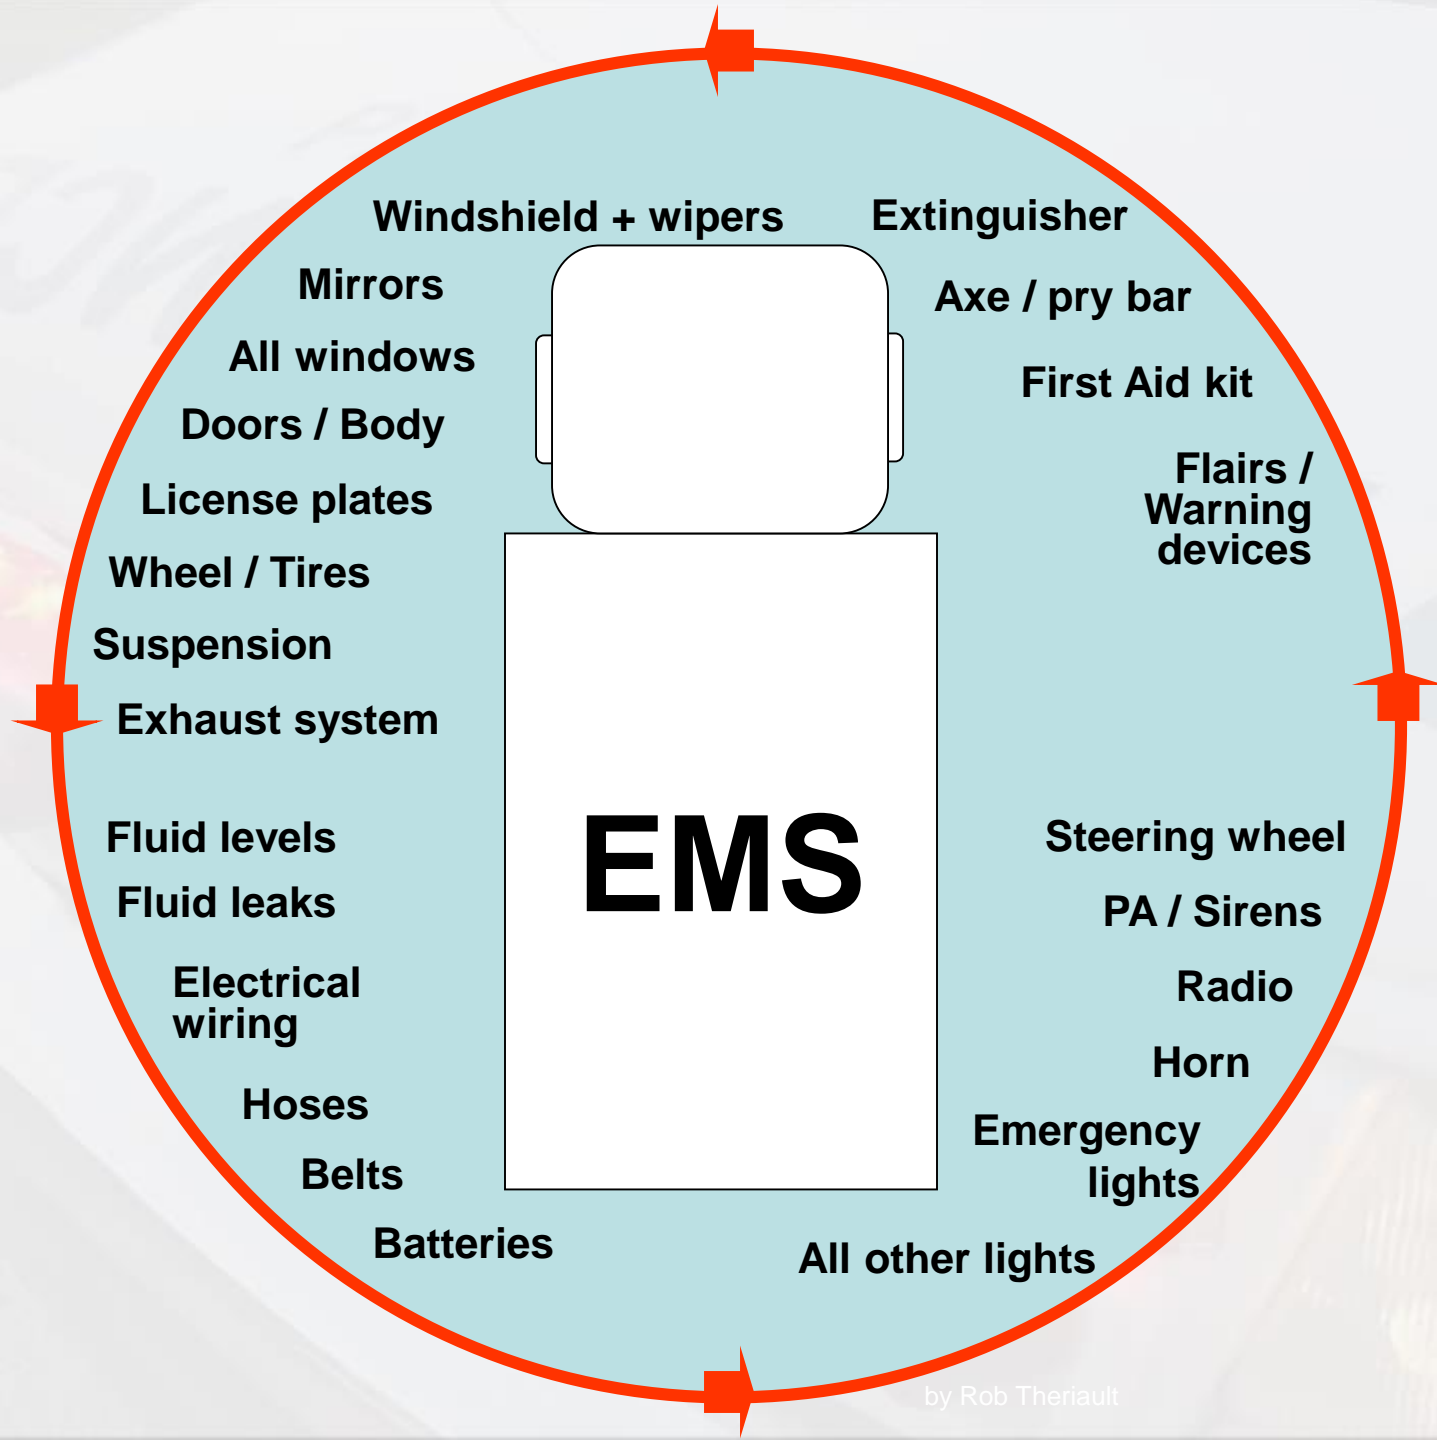 Windshield + wipers
Mirrors
All windows
Doors / Body
License plates
Wheel / Tires
Suspension
Exhaust system
Fluid levels
Fluid leaks
Electrical
wiring
Hoses
Belts
Batteries
All other lights
Emergency
lights
Horn
Radio
PA / Sirens
Steering wheel
Flairs /
Warning
devices
First Aid kit
Axe / pry bar
Extinguisher
EMS
by Rob Theriault